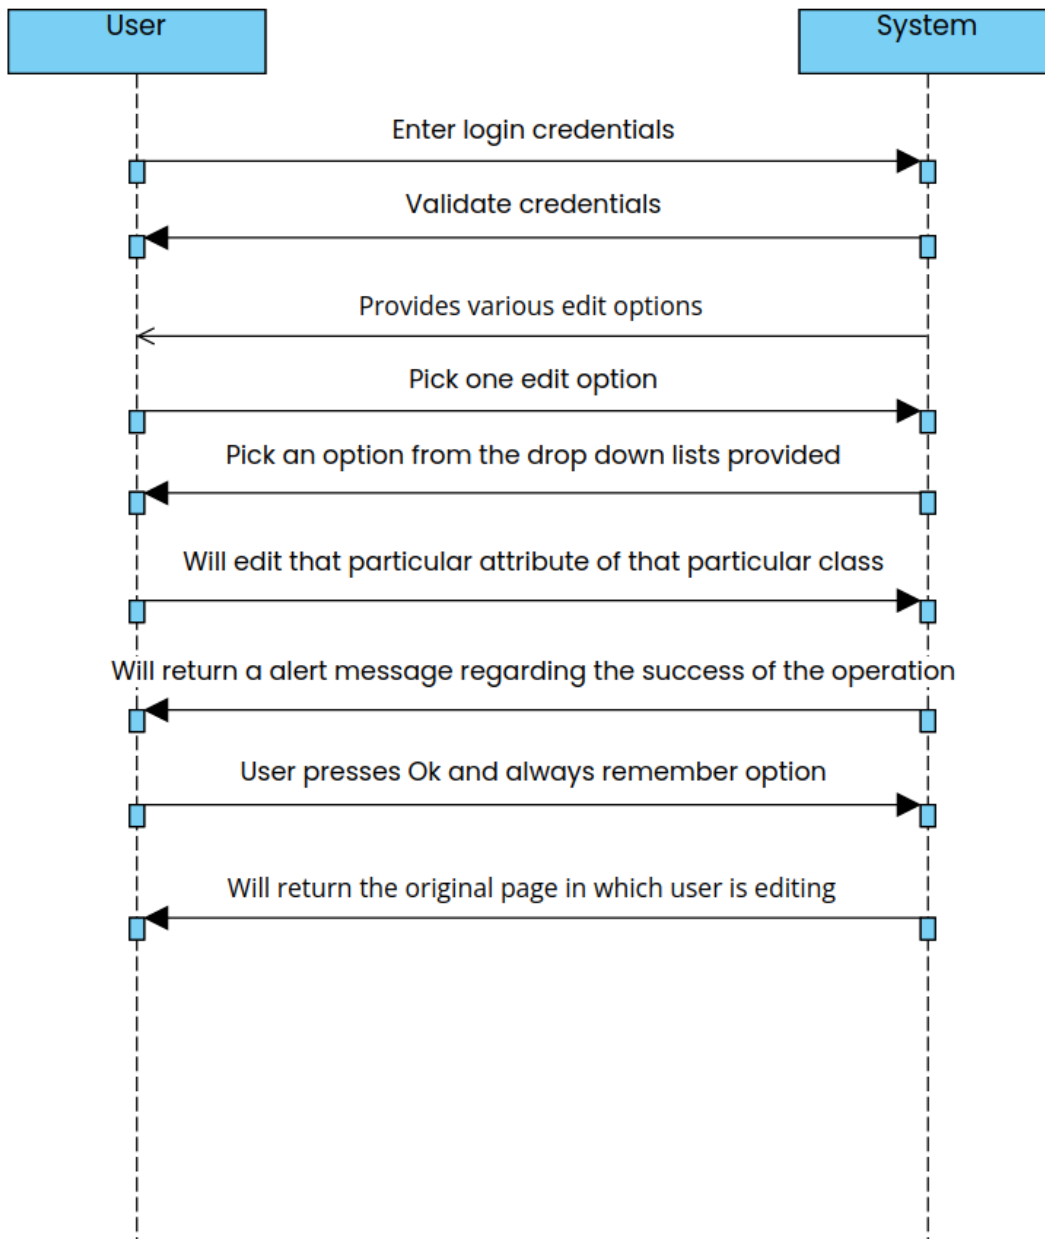 User
System
Enter login credentials
Validate credentials
Provides various edit options
Pick one edit option
Pick an option from the drop down lists provided
Will edit that particular attribute of that particular class
Will return a alert message regarding the success of the operation
User presses Ok and always remember option
Will return the original page in which user is editing